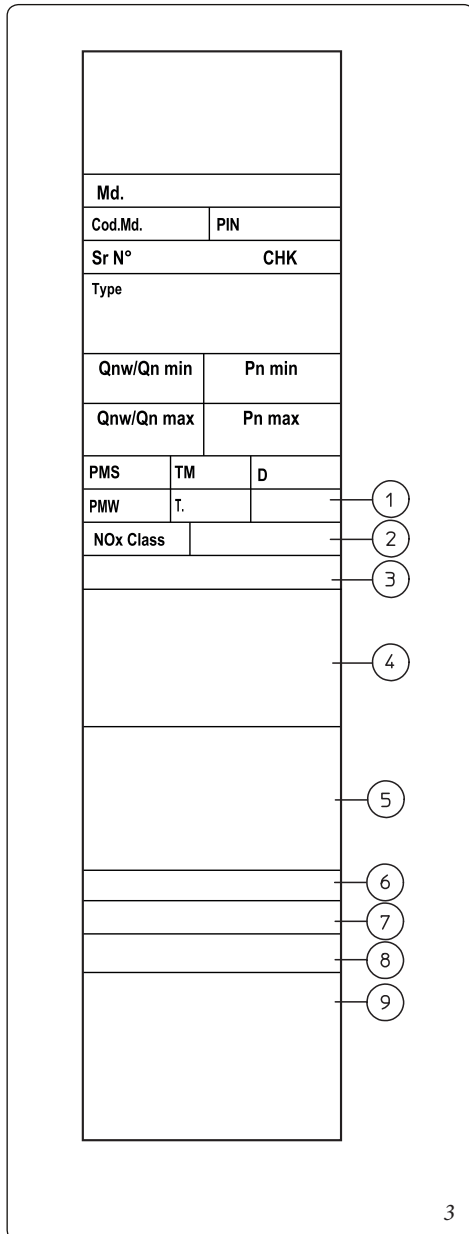 Md.
Cod.Md. PIN
Sr N° CHK
Type
Qnw/Qn min Pn min
Qnw/Qn max Pn max
PMS TM D
PMW T. 1
NOx Class 2
3
4
5
6
7
8
9
3